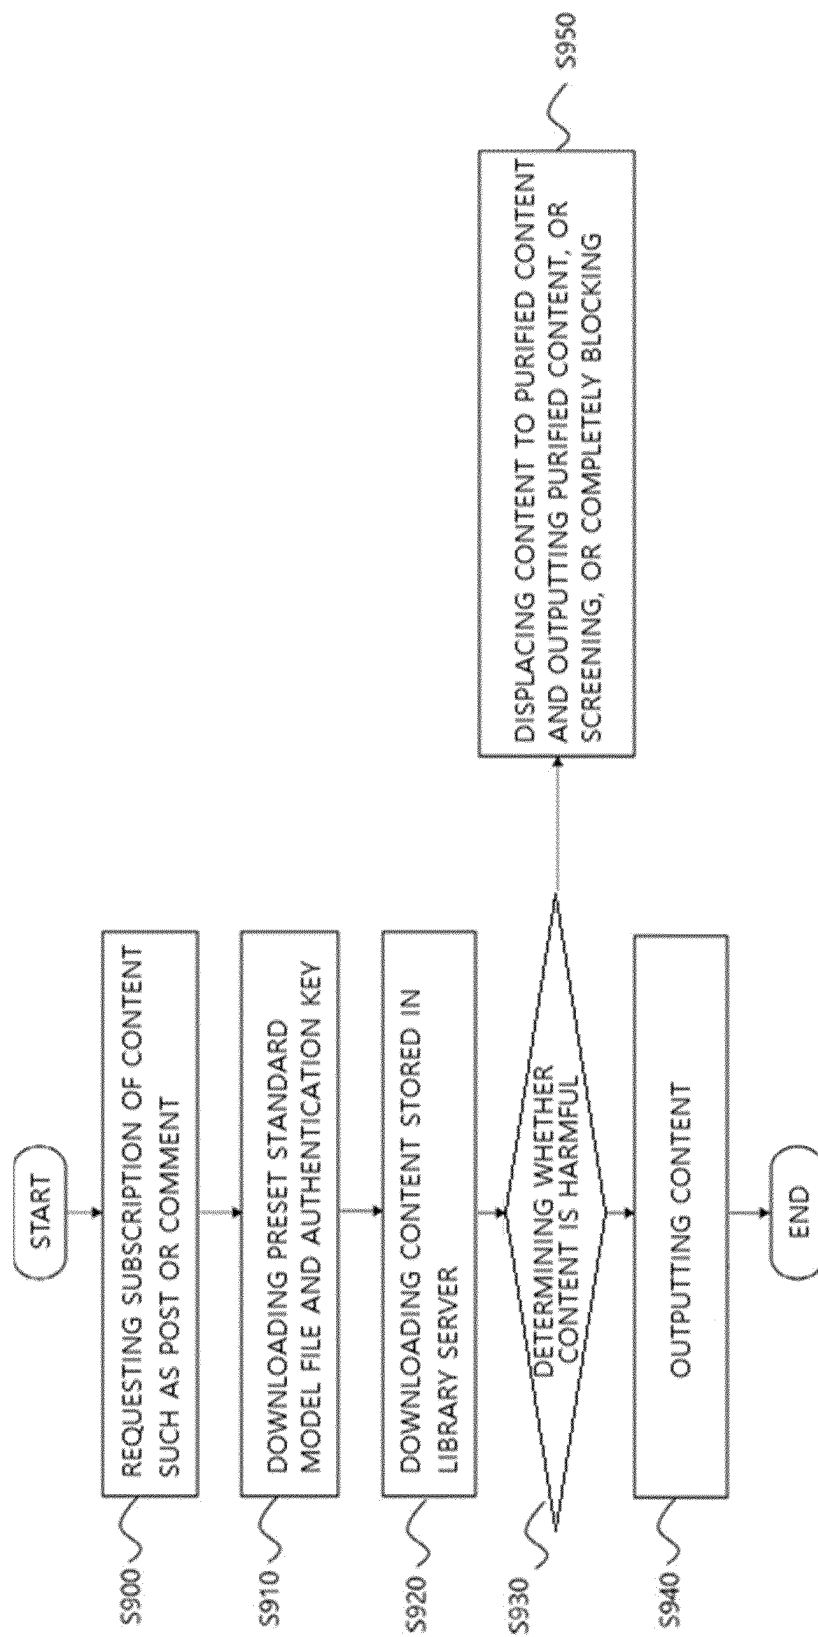 START
S900
REQUESTING SUBSCRIPTION OF CONTENT
SUCH AS POST OR COMMENT
S910
DOWNLOADING PRESET STANDARD
MODEL FILE AND AUTHENTICATION KEY
S920
DOWNLOADING CONTENT STORED IN
LIBRARY SERVER
S930
DETERMINING WHETHER
CONTENT IS HARMFUL
S950
DISPLACING CONTENT TO PURIFIED CONTENT
AND OUTPUTTING PURIFIED CONTENT, OR
SCREENING, OR COMPLETELY BLOCKING
S940
OUTPUTTING CONTENT
END